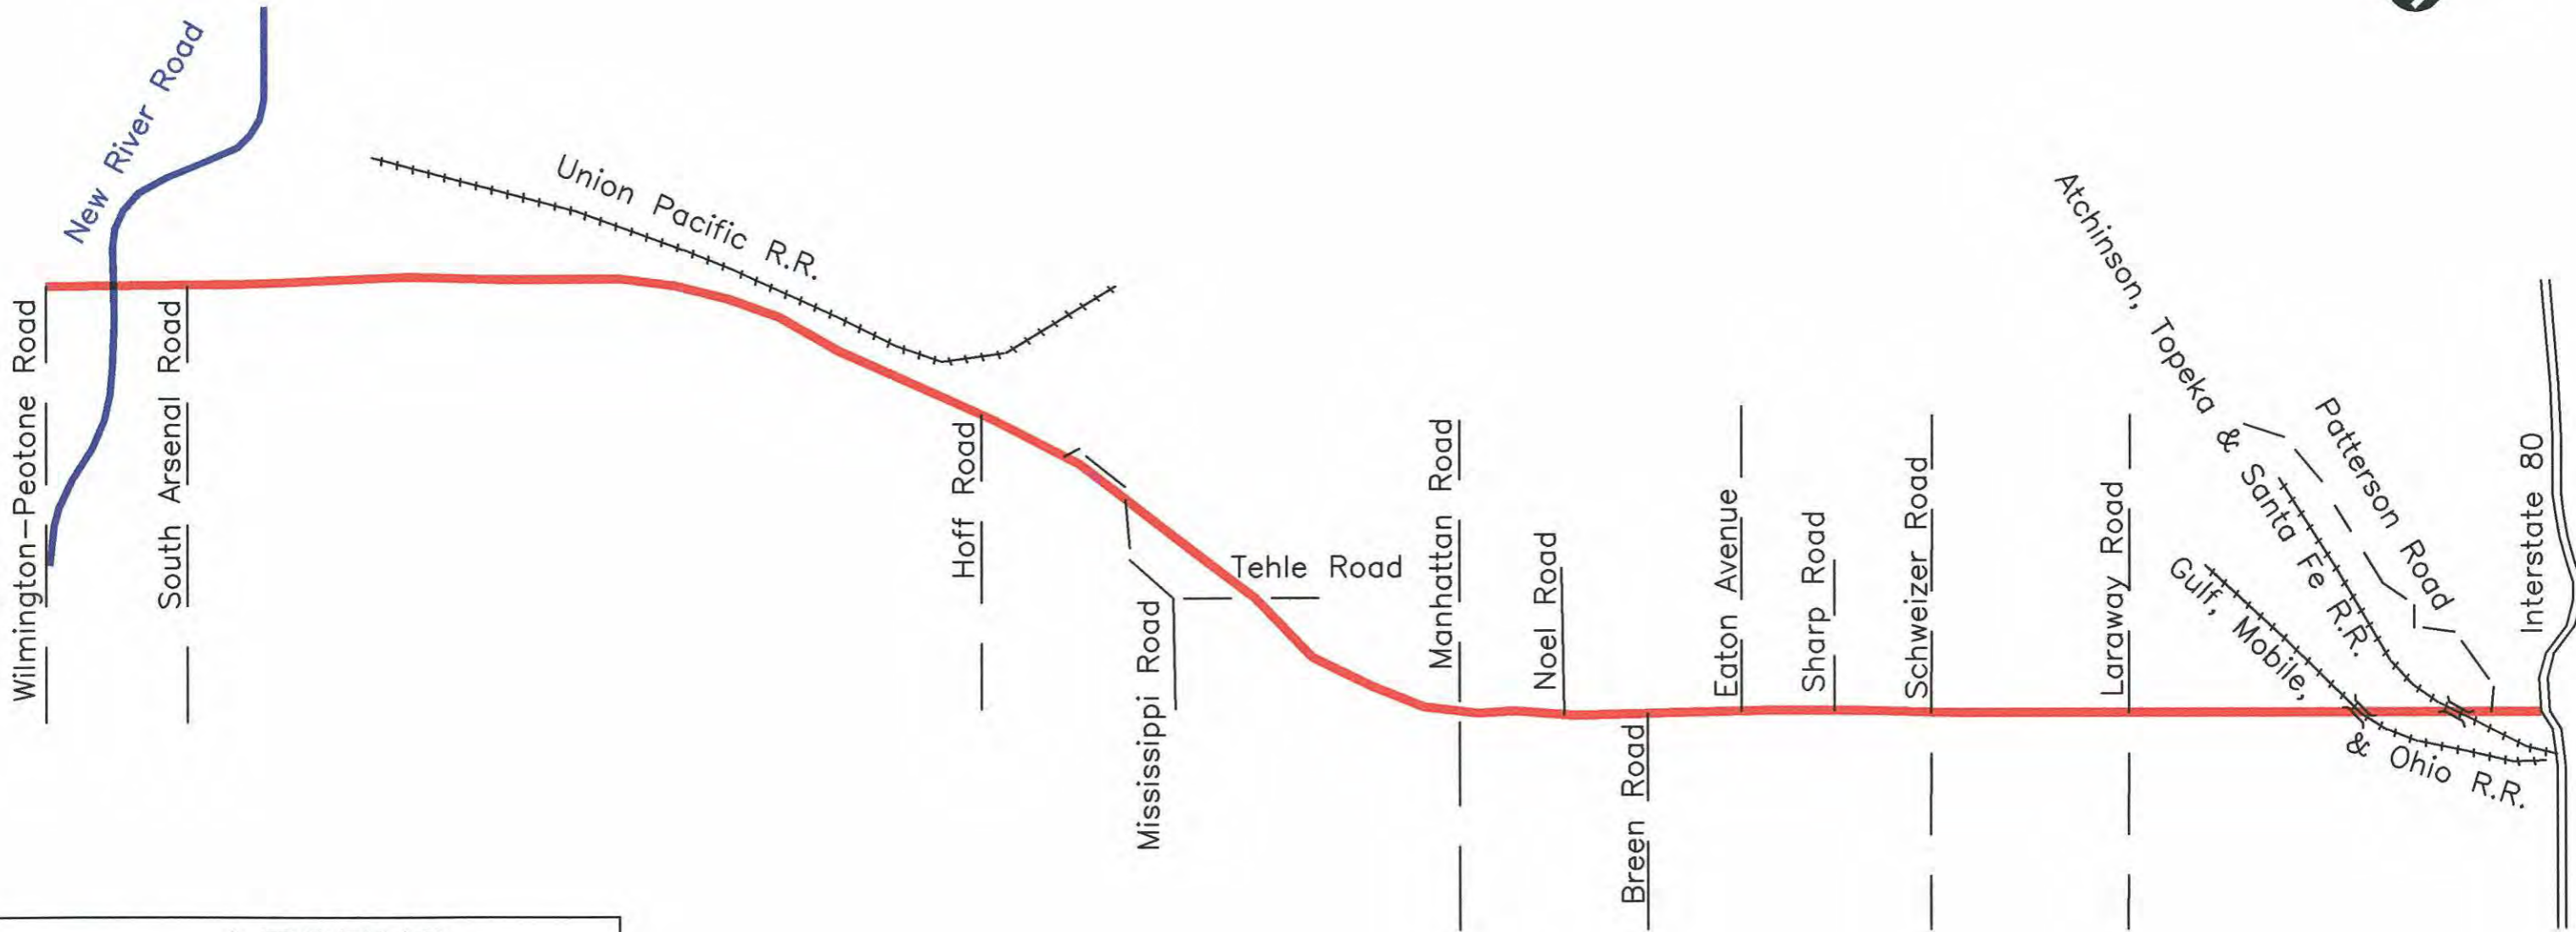 New River Road
Wilmington-Peotone Road
South Arsenal Road
Union Pacific R.R.
Hoff Road
Mississippi Road
Tehle Road
Manhattan Road
Noel Road
Breen Road
Eaton Avenue
Sharp Road
Schweizer Road
Laraway Road
Atchinson, Topeka & Santa Fe R.R.
Gulf, Mobile,
& Ohio R.R.
Patterson Road
Interstate 80